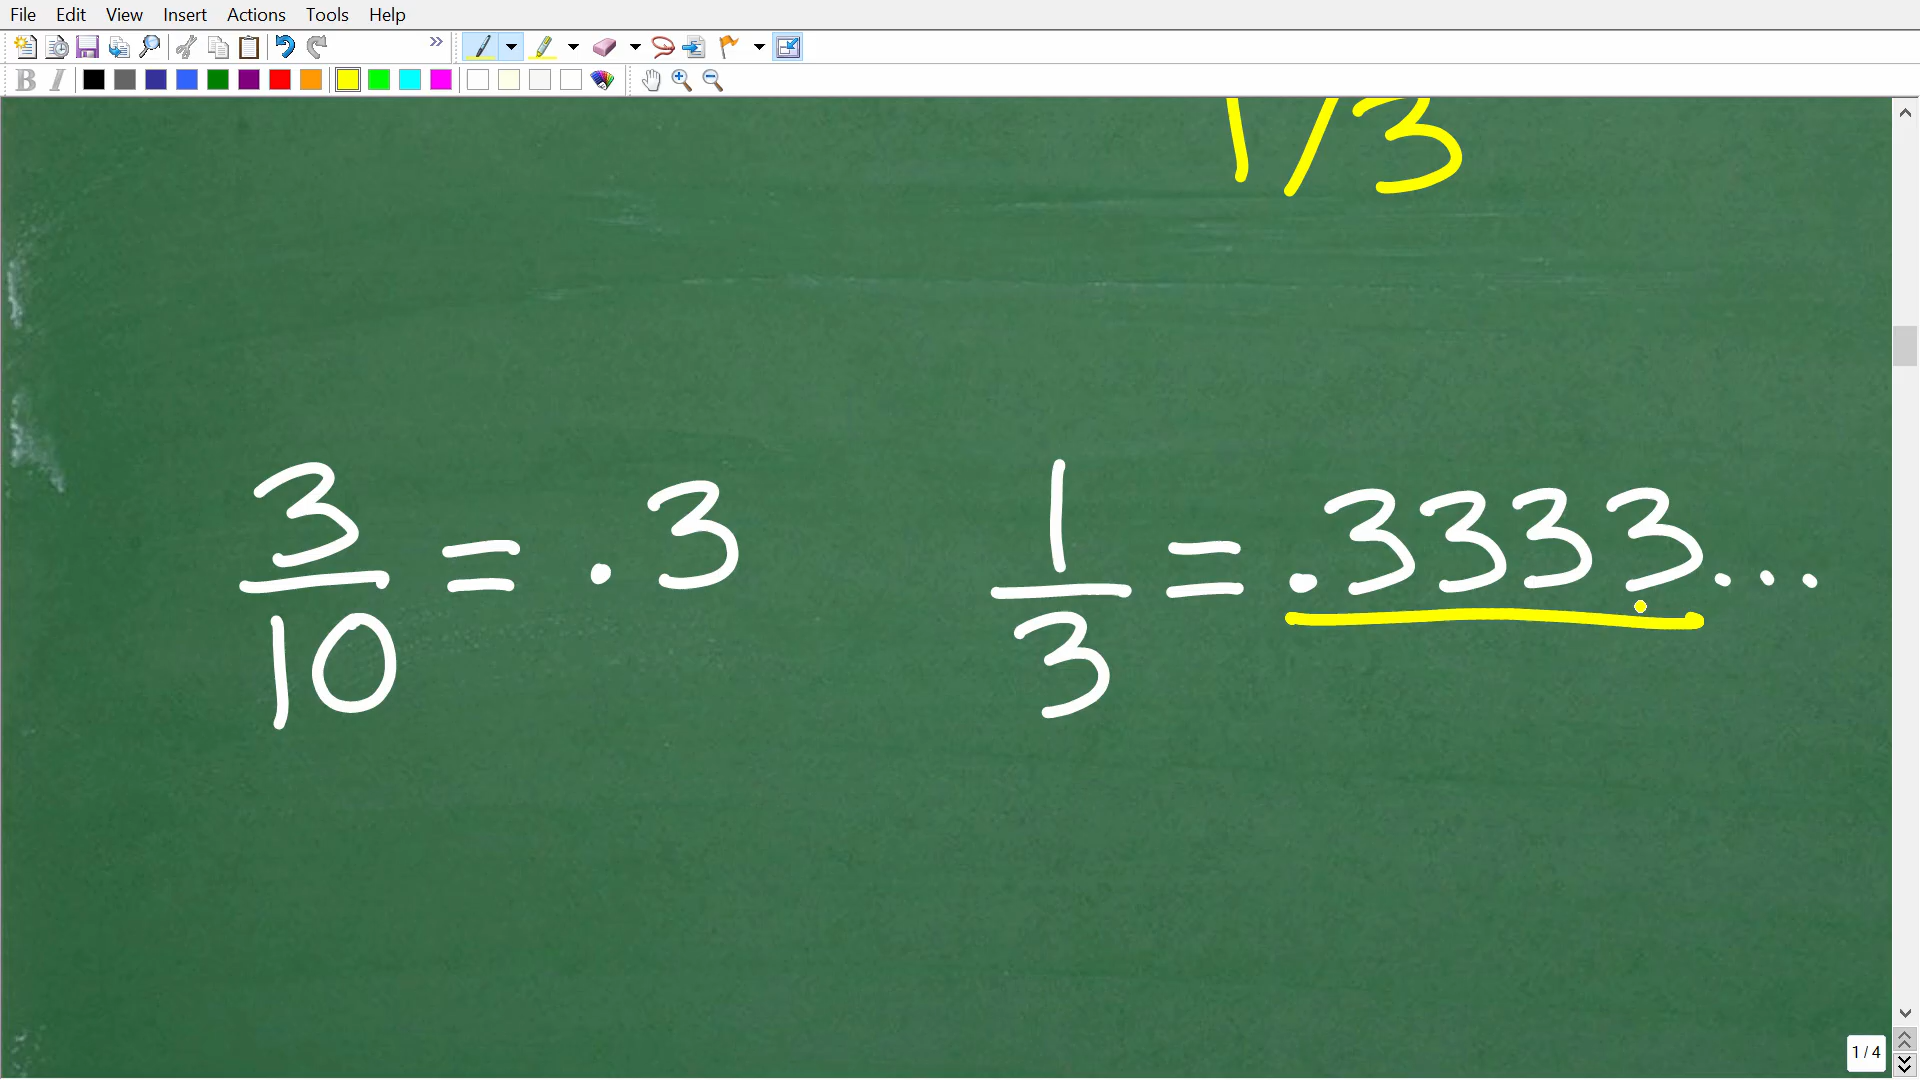 File Edit View Insert Actions Tools Help
B I
1/3
3/10 = .3
1/3 = .3333...
1 / 4